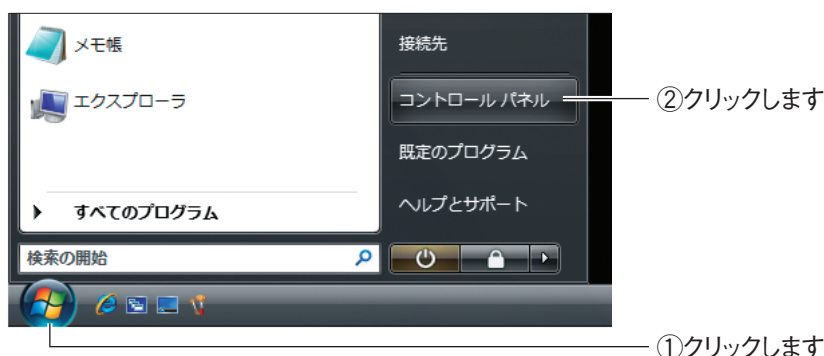 メモ帳
エクスプローラ
すべてのプログラム
検索の開始
接続先
コントロール パネル
既定のプログラム
ヘルプとサポート
②クリックします
①クリックします